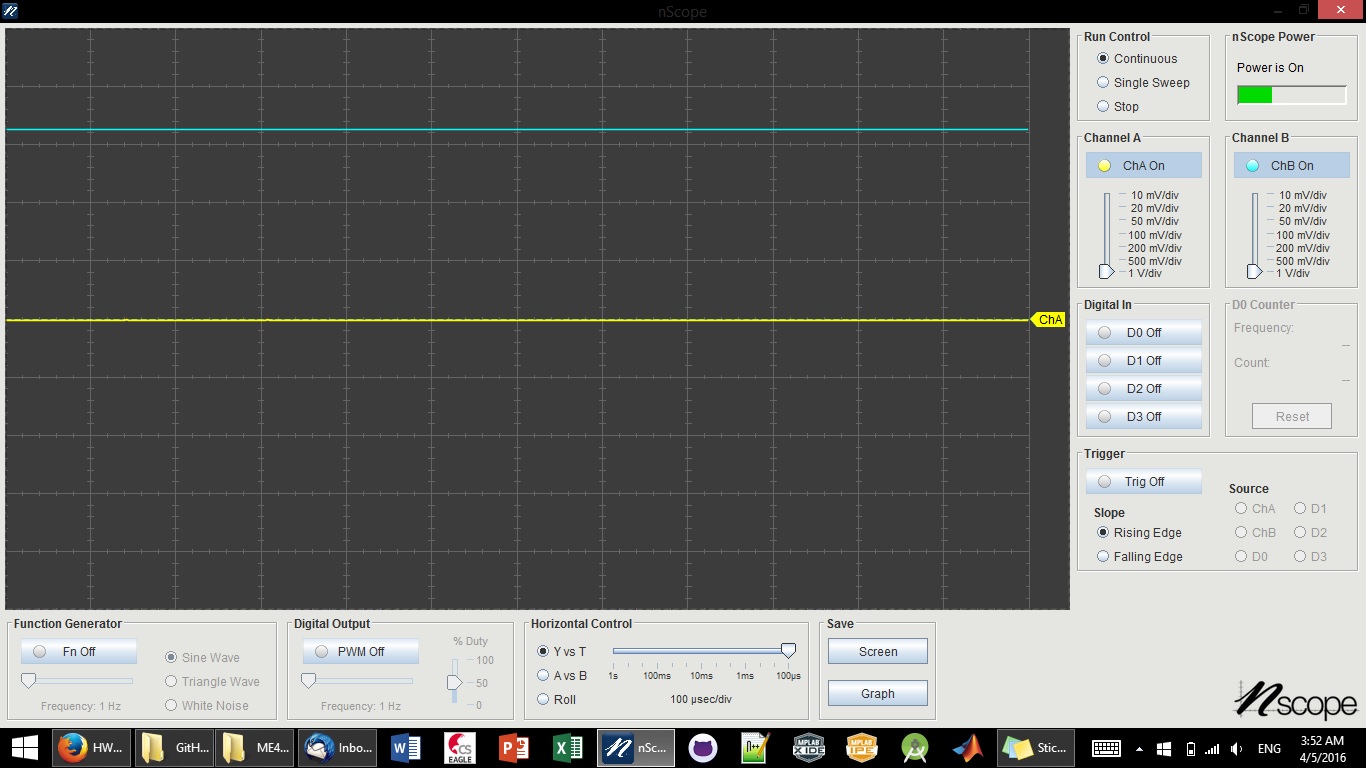 nScope
ChA
Run Control
Continuous
Single Sweep
Stop
nScope Power
Power is On
Channel A
ChA On
10 mV/div
20 mV/div
50 mV/div
100 mV/div
200 mV/div
500 mV/div
1 V/div
Channel B
ChB On
10 mV/div
20 mV/div
50 mV/div
100 mV/div
200 mV/div
500 mV/div
1 V/div
Digital In
D0 Off
D1 Off
D2 Off
D3 Off
D0 Counter
Frequency:
--
Count:
--
Reset
Trigger
Trig Off
Slope
Rising Edge
Falling Edge
Source
ChA D1
ChB D2
D0 D3
Function Generator
Fn Off
Frequency: 1 Hz
Sine Wave
Triangle Wave
White Noise
Digital Output
PWM Off
Frequency: 1 Hz
% Duty
100
50
0
Horizontal Control
Y vs T
A vs B
Roll
1s 100ms 10ms 1ms 100µs
100 µsec/div
Save
Screen
Graph
nscope
HW... GitH... ME4... Inbo... CS EAGLE nSc... MPLAB X IDE MPLAB IPE Stic... ENG
3:52 AM
4/5/2016